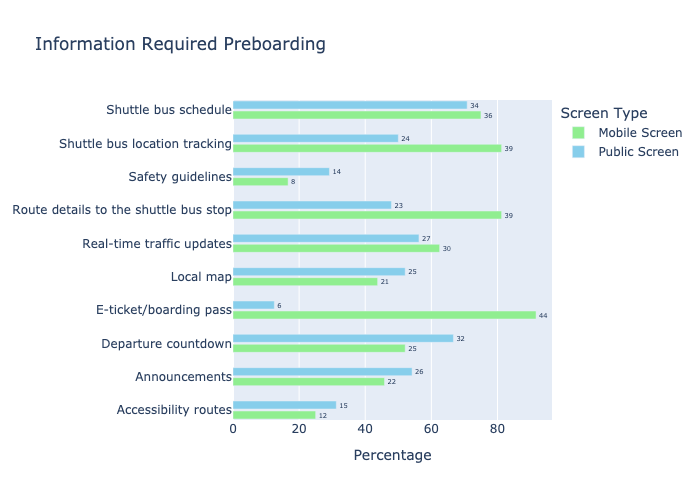 Information Required Preboarding
Screen Type
Mobile Screen
Public Screen
Shuttle bus schedule
34
36
Shuttle bus location tracking
24
39
Safety guidelines
14
8
Route details to the shuttle bus stop
23
39
Real-time traffic updates
27
30
Local map
25
21
E-ticket/boarding pass
6
44
Departure countdown
32
25
Announcements
26
22
Accessibility routes
15
12
0 20 40 60 80
Percentage